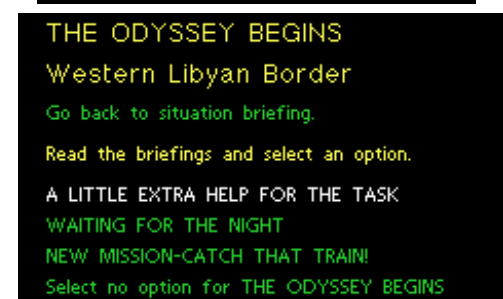 THE ODYSSEY BEGINS
Western Libyan Border
Go back to situation briefing.
Read the briefings and select an option.
A LITTLE EXTRA HELP FOR THE TASK
WAITING FOR THE NIGHT
NEW MISSION-CATCH THAT TRAIN!
Select no option for THE ODYSSEY BEGINS